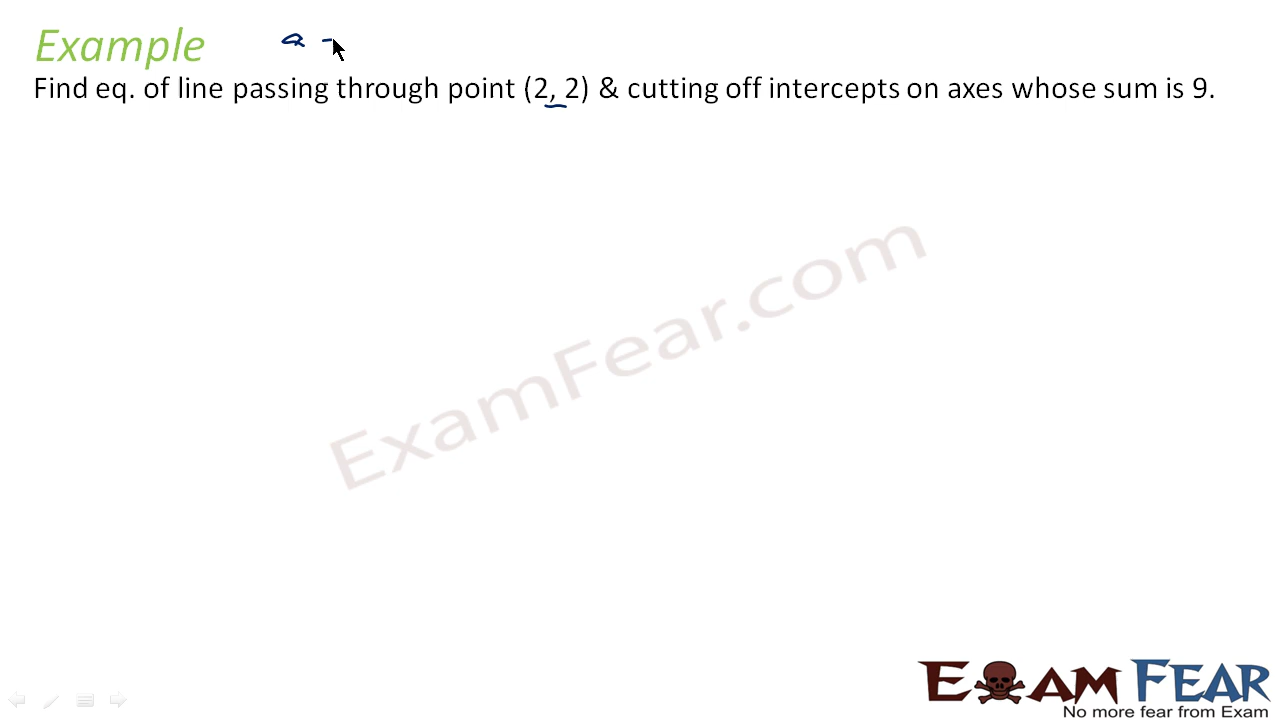 Example
a -
Find eq. of line passing through point (2, 2) & cutting off intercepts on axes whose sum is 9.
ExamFear.com
EXAM FEAR
No more fear from Exam